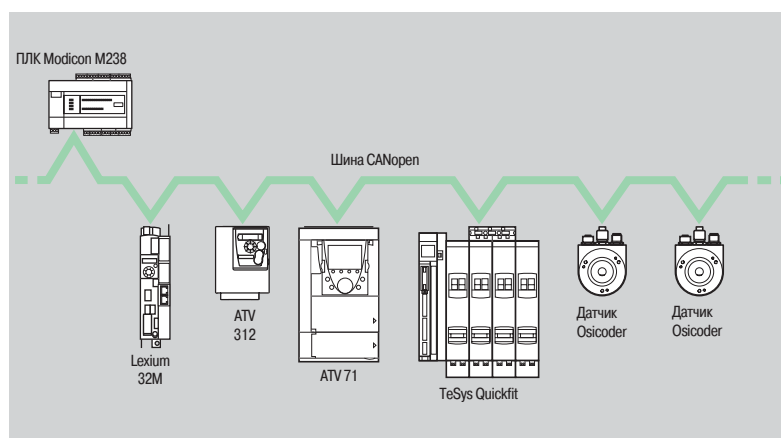 ПЛК Modicon M238
Шина CANopen
Lexium
32M
ATV
312
ATV 71
TeSys Quickfit
Датчик
Osicoder
Датчик
Osicoder